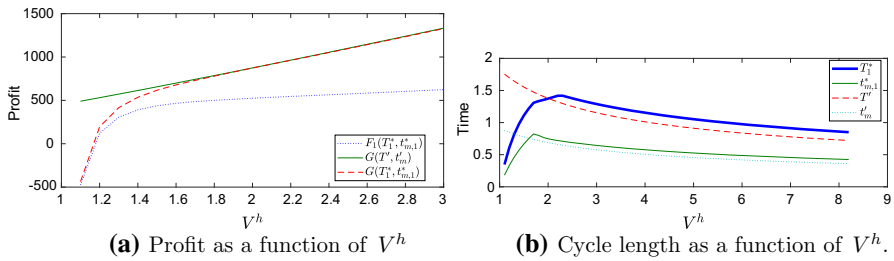 1500
1000
500
0
-500
Profit
1 1.2 1.4 1.6 1.8 2 2.2 2.4 2.6 2.8 3
V^h
F_1(T_1^*, t_{m,1}^*)
G(T′, t′_m)
G(T_1^*, t_{m,1}^*)
(a) Profit as a function of V^h
2
1.5
1
0.5
0
Time
1 2 3 4 5 6 7 8 9
V^h
T_1^*
t_{m,1}^*
T′
t′_m
(b) Cycle length as a function of V^h.